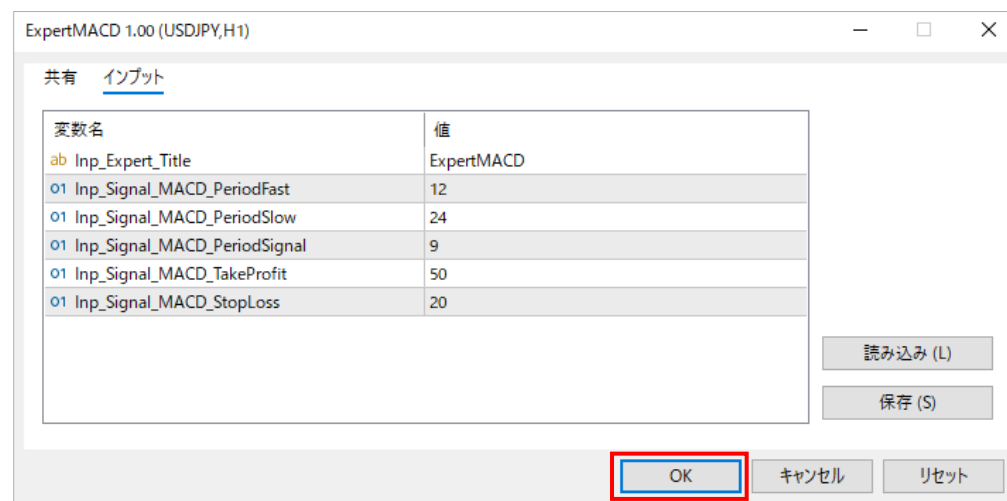 ExpertMACD 1.00 (USDJPY,H1)
共有 インプット
変数名 値
ab Inp_Expert_Title ExpertMACD
01 Inp_Signal_MACD_PeriodFast 12
01 Inp_Signal_MACD_PeriodSlow 24
01 Inp_Signal_MACD_PeriodSignal 9
01 Inp_Signal_MACD_TakeProfit 50
01 Inp_Signal_MACD_StopLoss 20
読み込み (L)
保存 (S)
OK キャンセル リセット